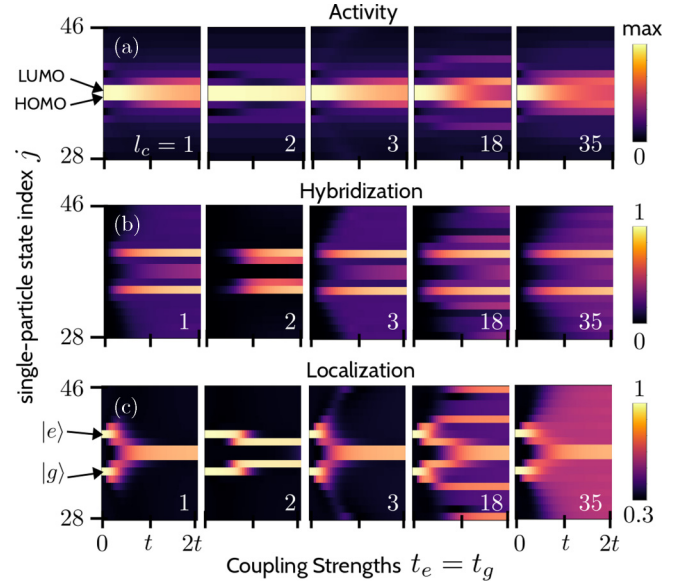 Activity
46
(a)
LUMO
HOMO
28
l_c = 1
2
3
18
35
max
0
Hybridization
46
(b)
28
1
2
3
18
35
1
0
single-particle state index j
Localization
46
(c)
|e⟩
|g⟩
28
1
2
3
18
35
1
0.3
0 t 2t
0 t 2t
Coupling Strengths t_e = t_g